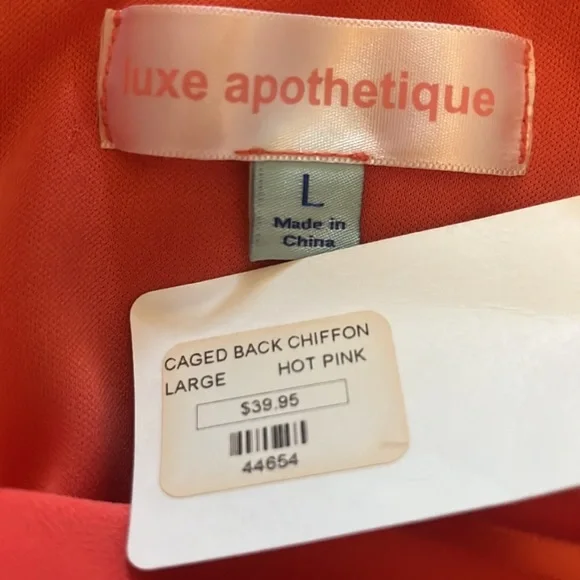 luxe apothetique
L
Made in
China
CAGED BACK CHIFFON
LARGE HOT PINK
$39.95
44654